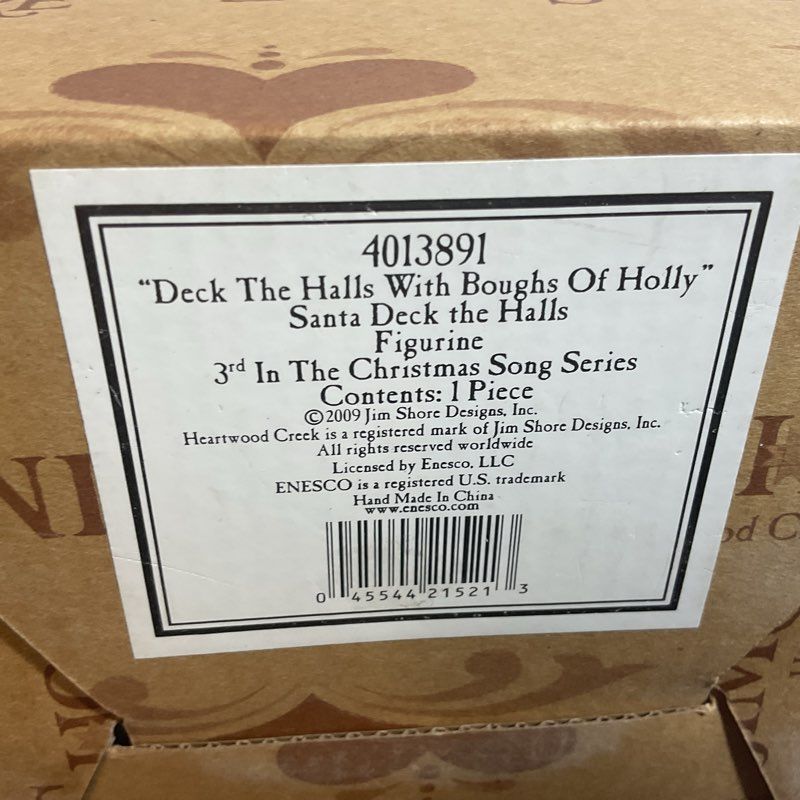 4013891
“Deck The Halls With Boughs Of Holly”
Santa Deck the Halls
Figurine
3rd In The Christmas Song Series
Contents: 1 Piece
©2009 Jim Shore Designs, Inc.
Heartwood Creek is a registered mark of Jim Shore Designs, Inc.
All rights reserved worldwide
Licensed by Enesco, LLC
ENESCO is a registered U.S. trademark
Hand Made In China
www.enesco.com
0 45544 21521 3